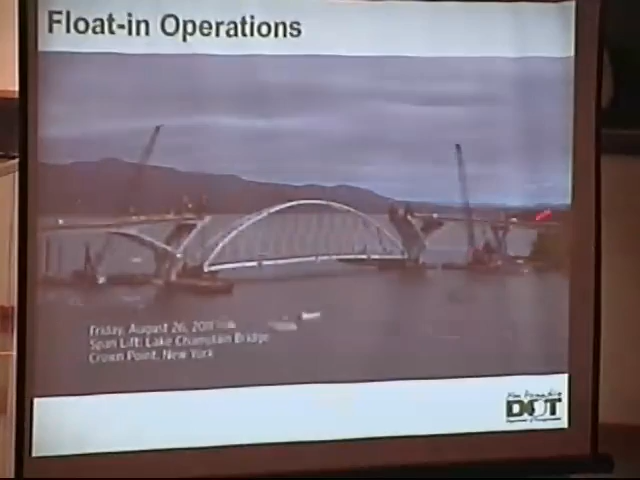 Float-in Operations
Friday, August 26, 2011
Span Lift: Lake Champlain Bridge
Crown Point, New York
DOT